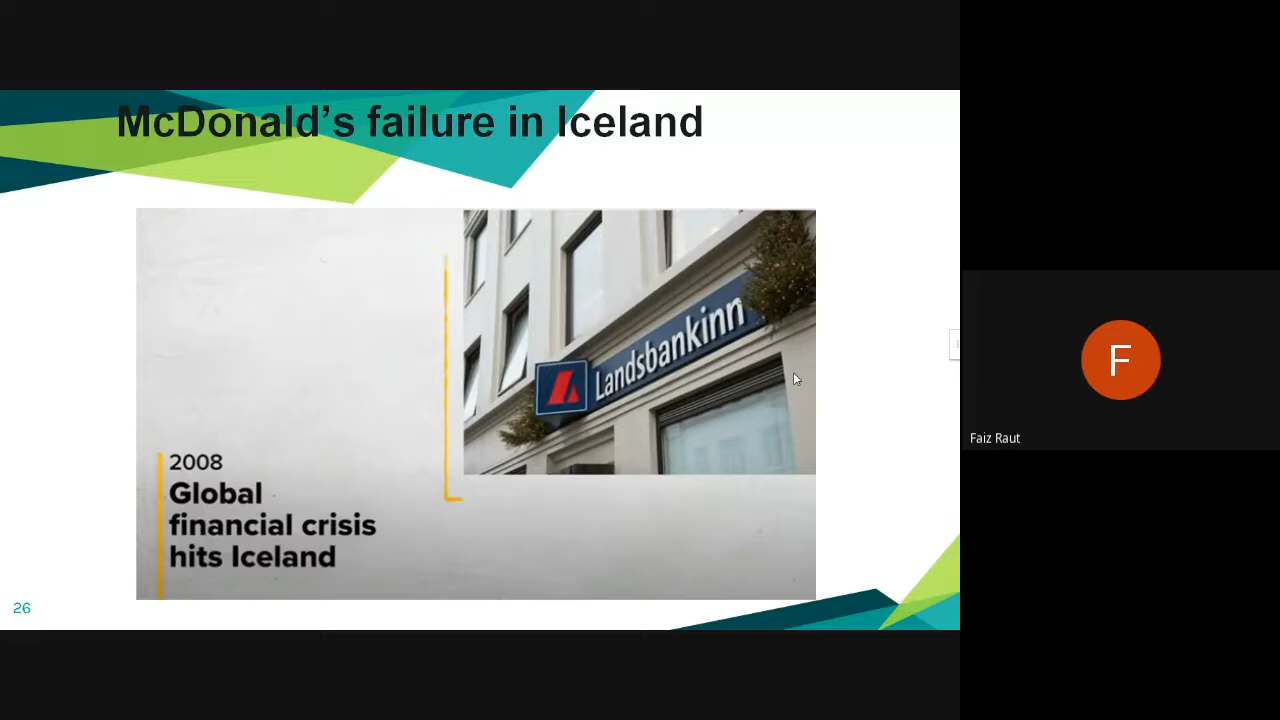 McDonald’s failure in Iceland
Landsbankinn
2008
Global
financial crisis
hits Iceland
26
F
Faiz Raut